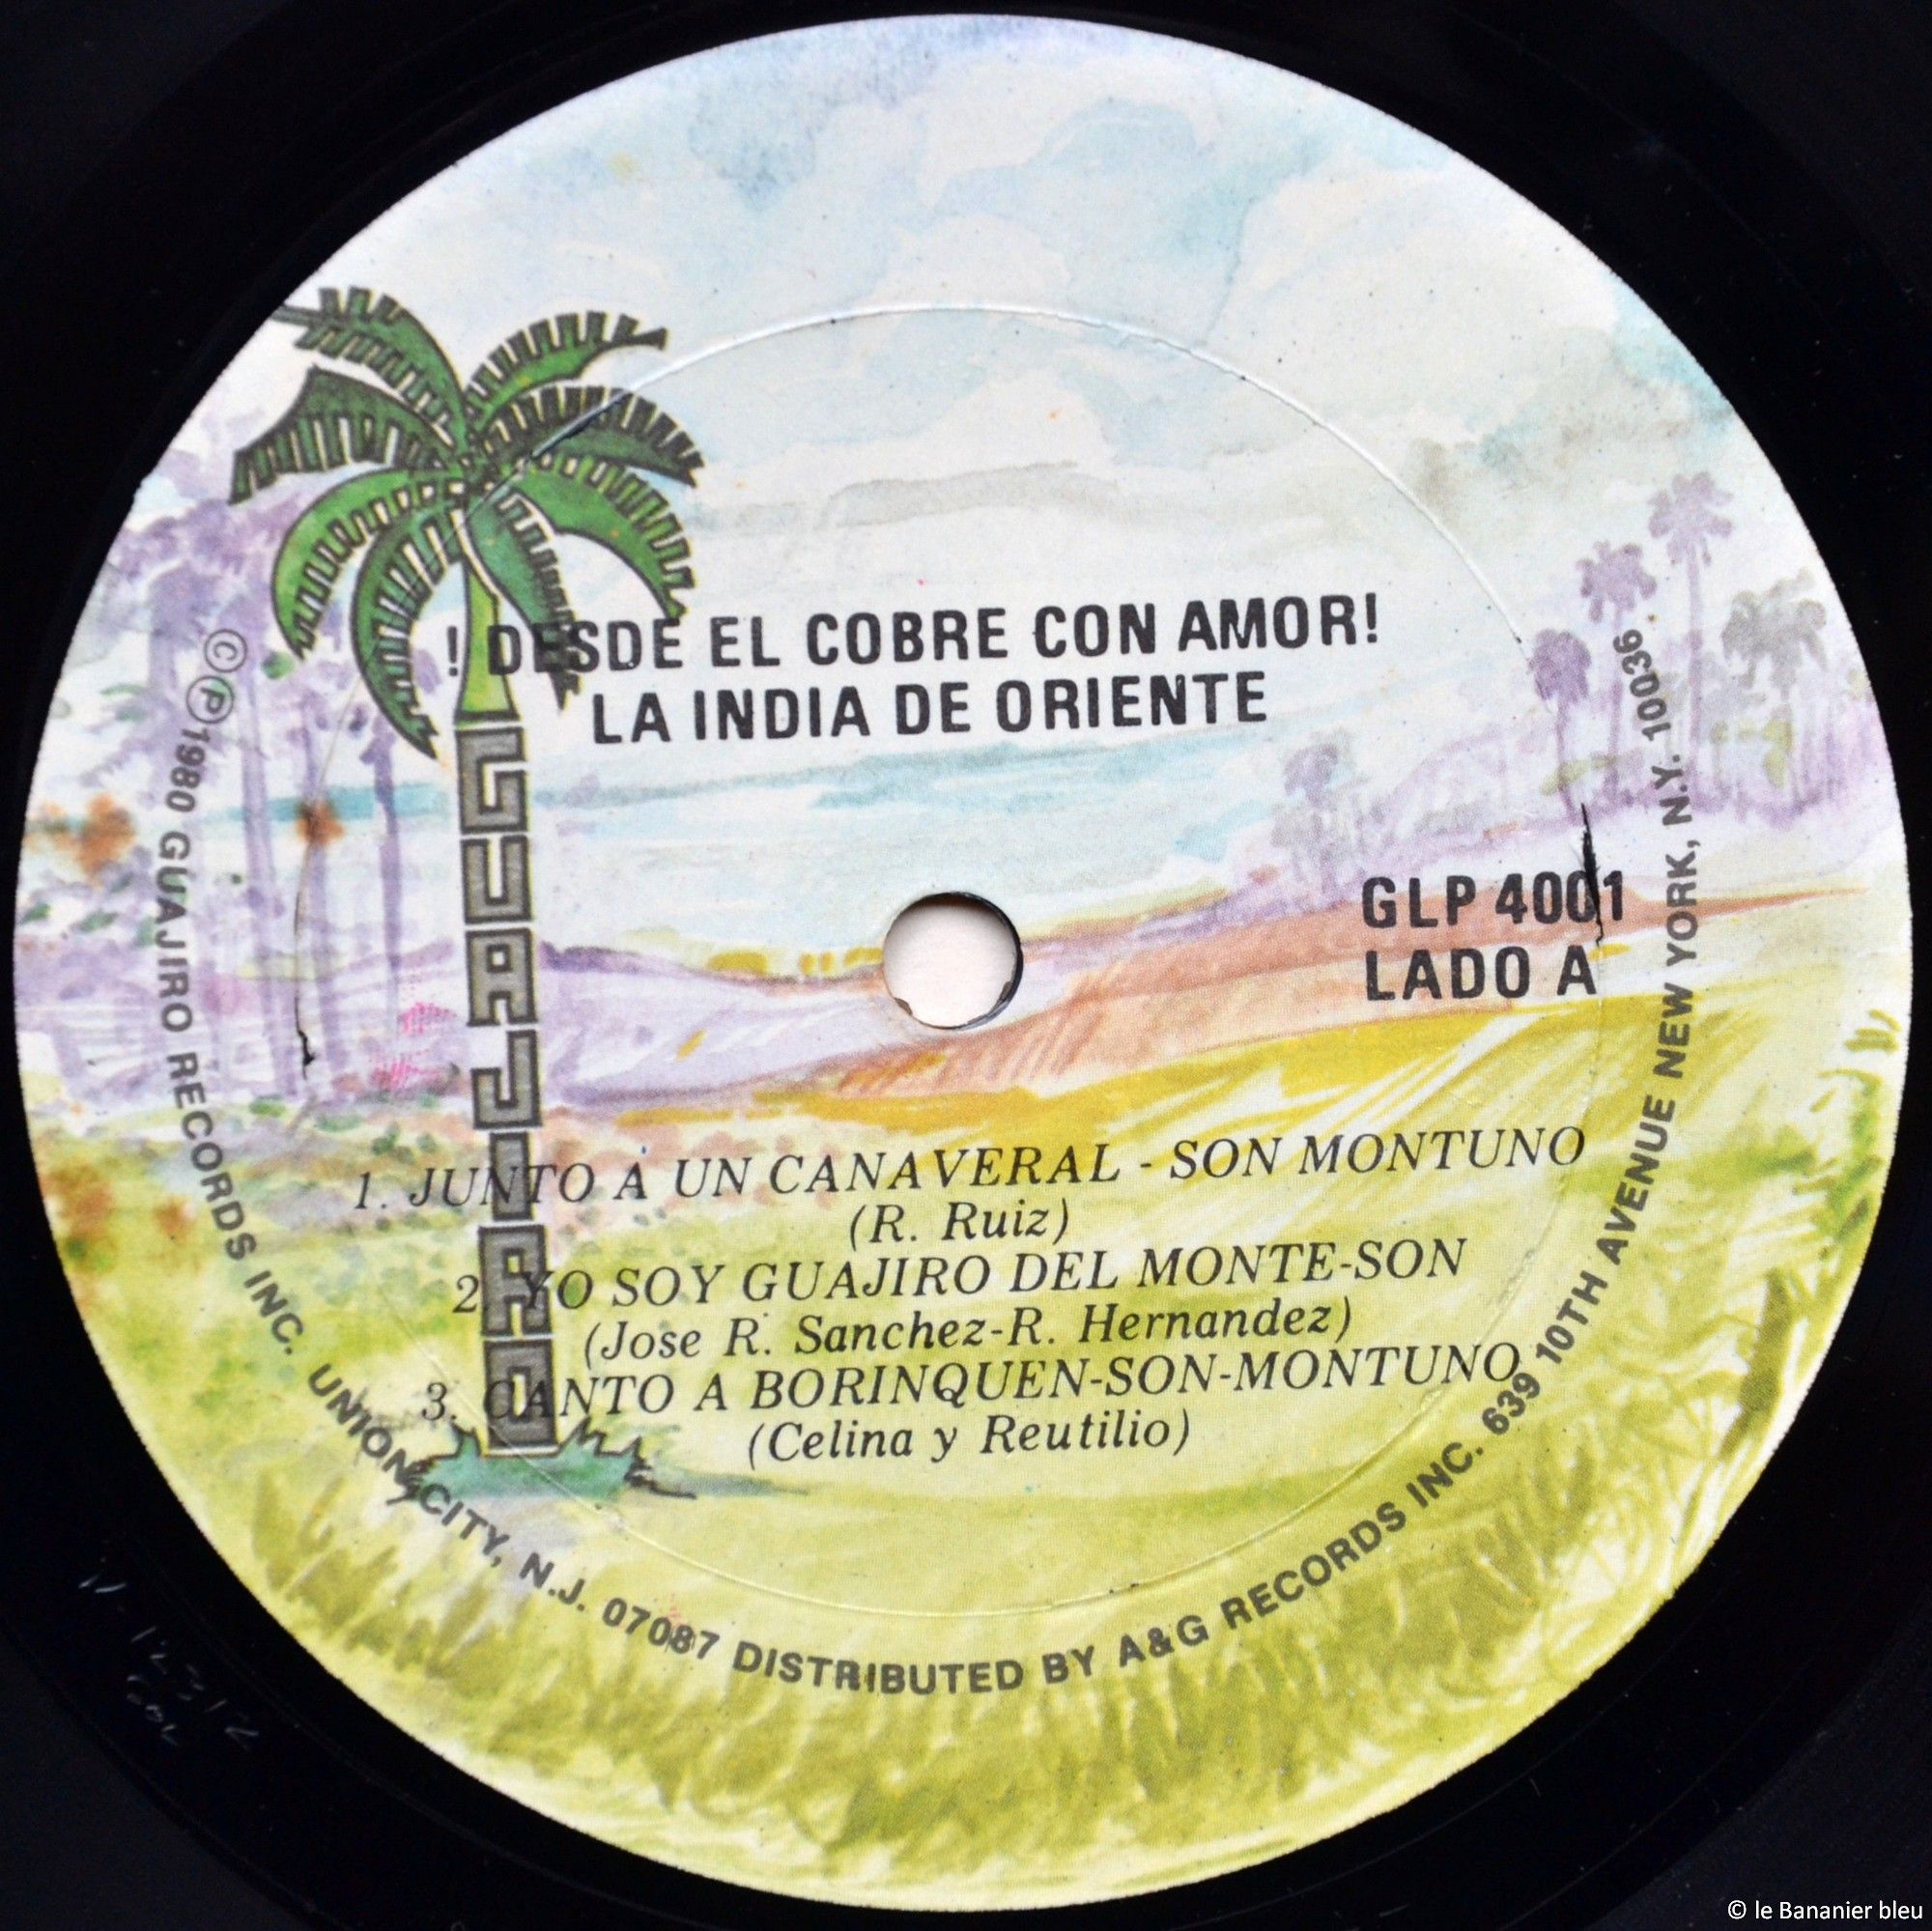 ! DESDE EL COBRE CON AMOR!
LA INDIA DE ORIENTE
GUAJIRO
GLP 4001
LADO A
1. JUNTO A UN CANAVERAL - SON MONTUNO
(R. Ruiz)
2. YO SOY GUAJIRO DEL MONTE-SON
(Jose R. Sanchez-R. Hernandez)
3. CANTO A BORINQUEN-SON-MONTUNO
(Celina y Reutilio)
©℗1980 GUAJIRO RECORDS INC. UNION CITY, N.J. 07087 DISTRIBUTED BY A&G RECORDS INC. 639 10TH AVENUE NEW YORK, N.Y. 10036
© le Bananier bleu